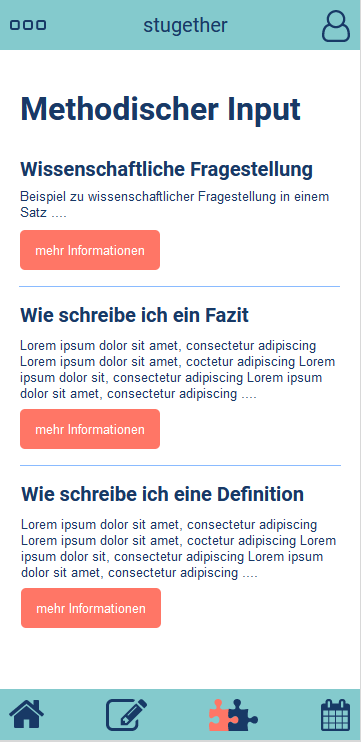 stugether
Methodischer Input
Wissenschaftliche Fragestellung
Beispiel zu wissenschaftlicher Fragestellung in einem
Satz ....
mehr Informationen
Wie schreibe ich ein Fazit
Lorem ipsum dolor sit amet, consectetur adipiscing
Lorem ipsum dolor sit amet, coctetur adipiscing Lorem
ipsum dolor sit, consectetur adipiscing Lorem ipsum
dolor sit amet, consectetur adipiscing ....
mehr Informationen
Wie schreibe ich eine Definition
Lorem ipsum dolor sit amet, consectetur adipiscing
Lorem ipsum dolor sit amet, coctetur adipiscing Lorem
ipsum dolor sit, consectetur adipiscing Lorem ipsum
dolor sit amet, consectetur adipiscing ....
mehr Informationen